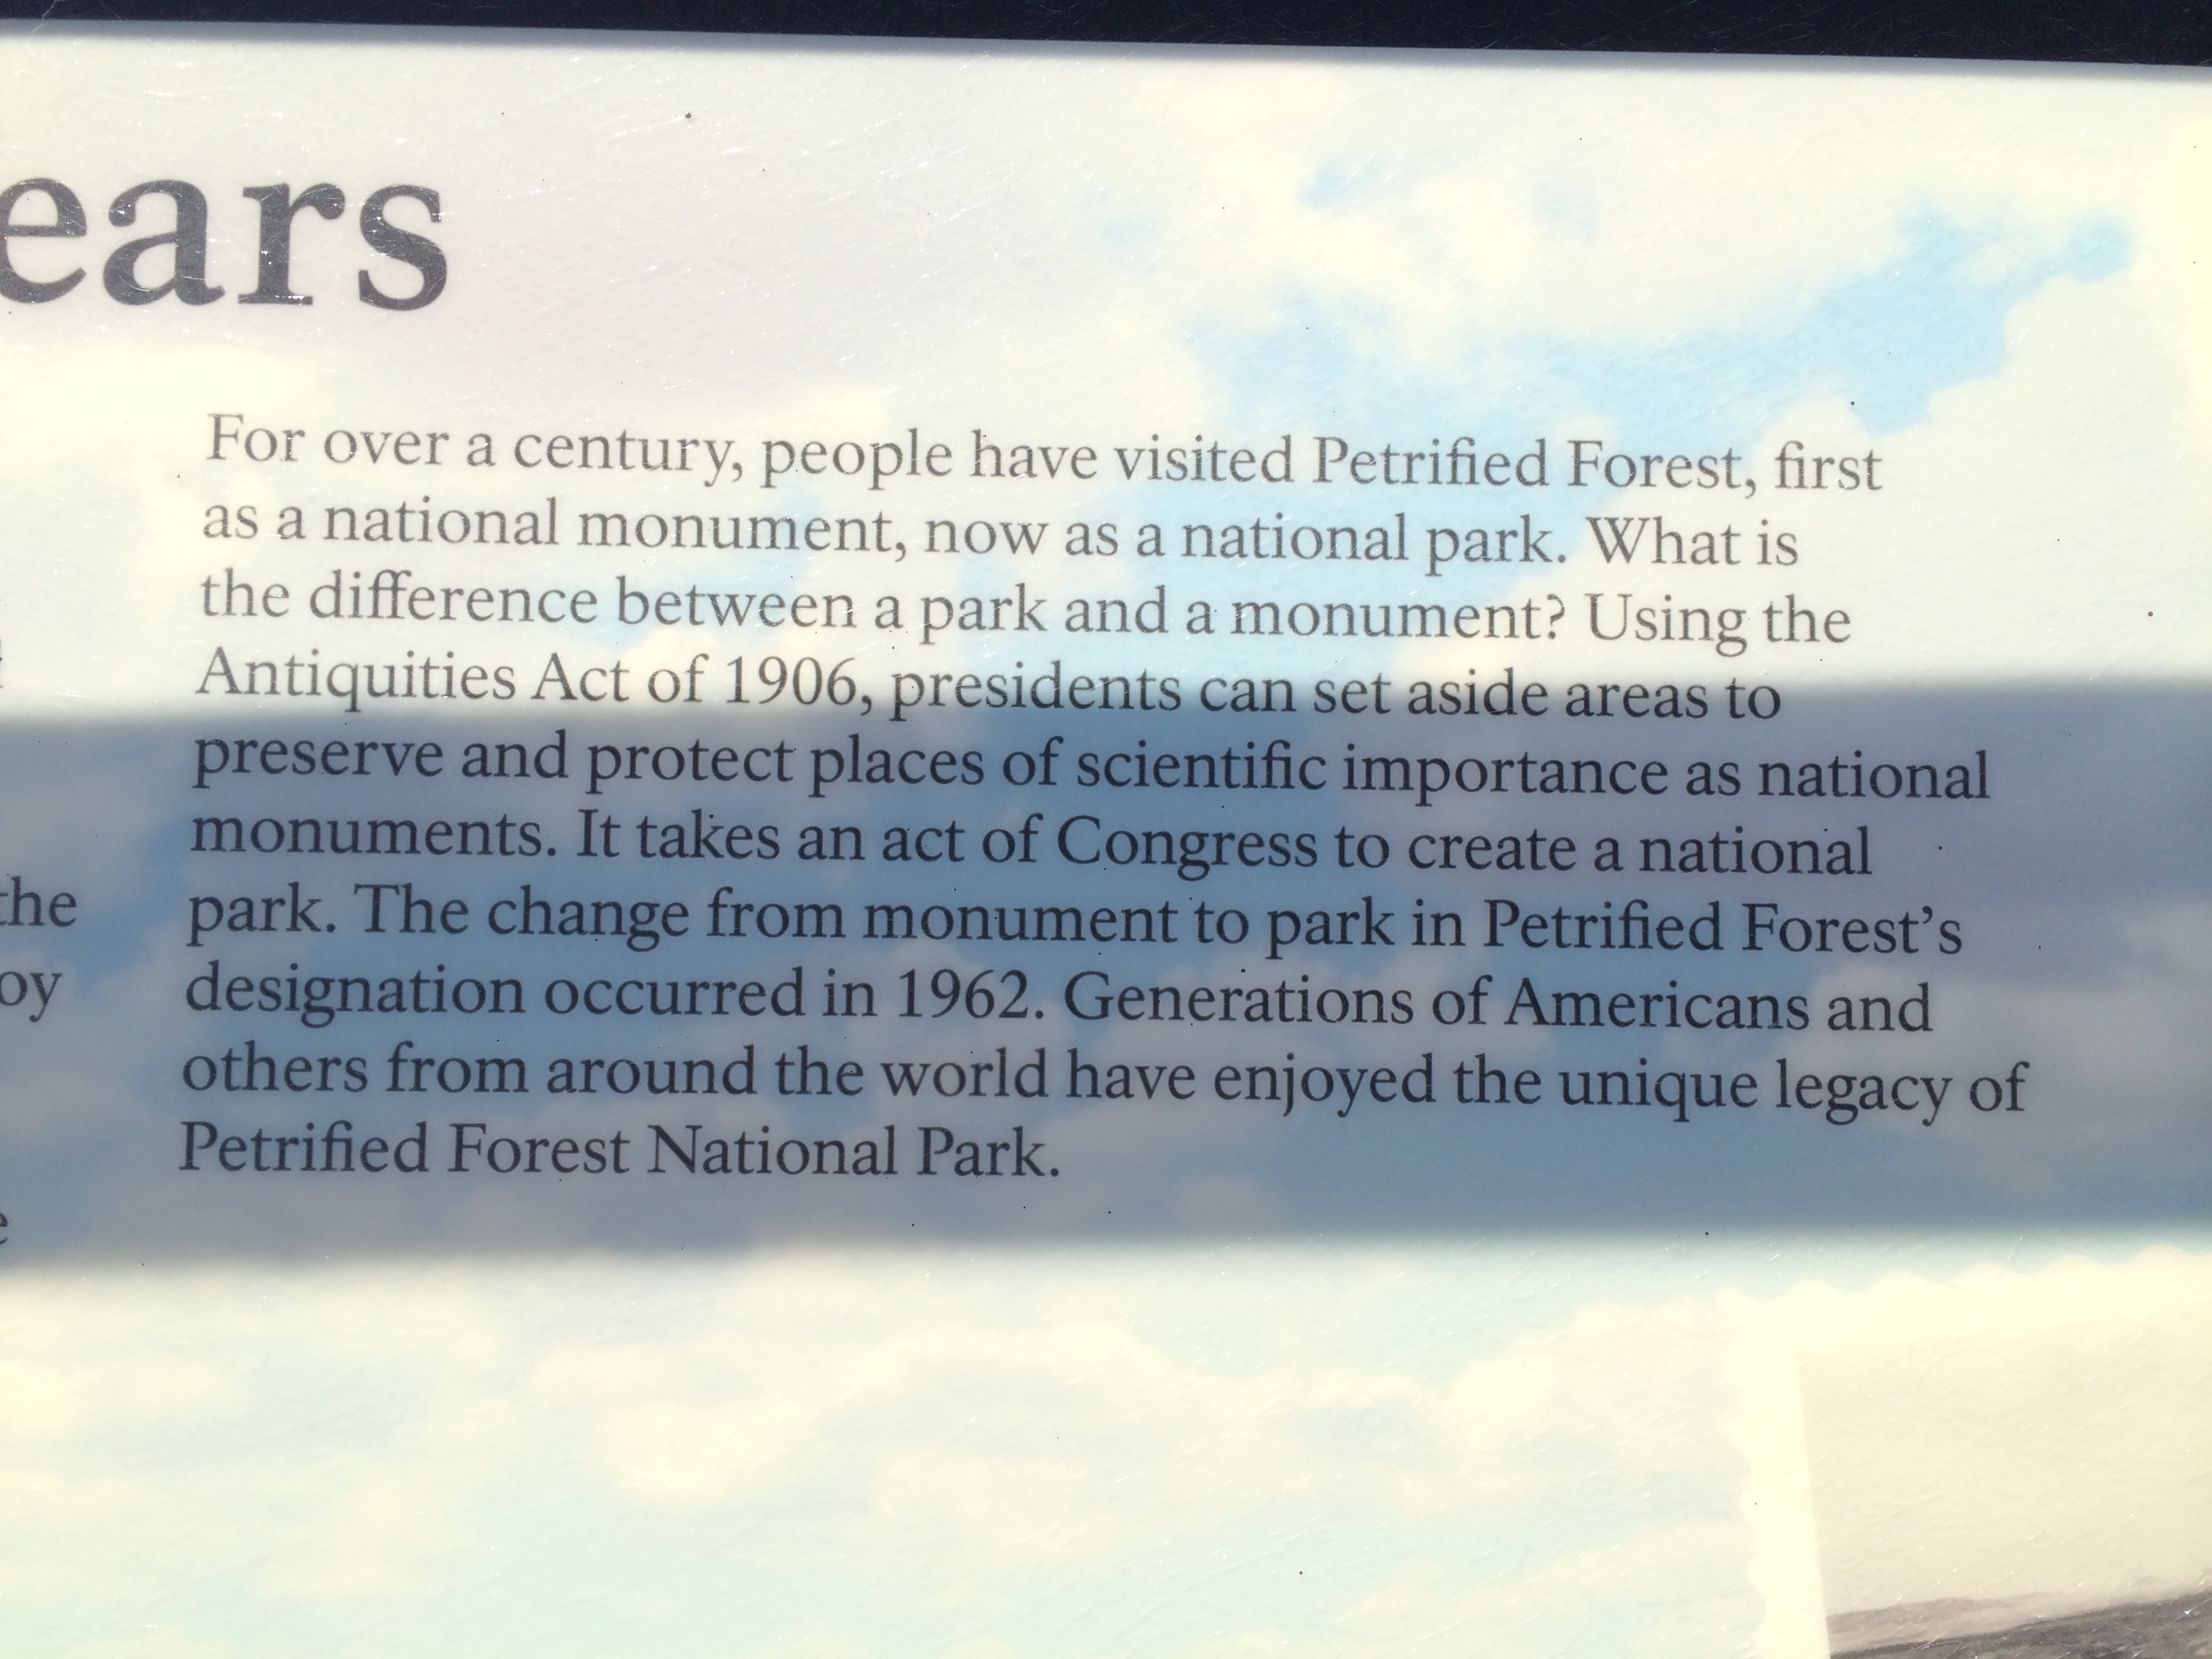 ears
For over a century, people have visited Petrified Forest, first
as a national monument, now as a national park. What is
the difference between a park and a monument? Using the
Antiquities Act of 1906, presidents can set aside areas to
preserve and protect places of scientific importance as national
monuments. It takes an act of Congress to create a national
park. The change from monument to park in Petrified Forest's
designation occurred in 1962. Generations of Americans and
others from around the world have enjoyed the unique legacy of
Petrified Forest National Park.
the
oy